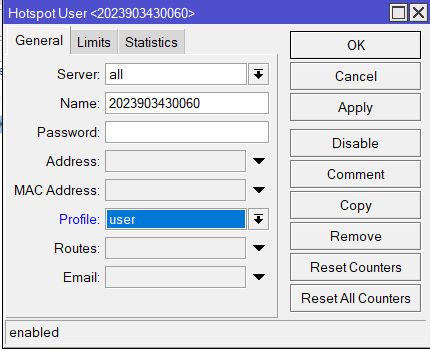 Hotspot User <2023903430060>
General Limits Statistics
Server: all
Name: 2023903430060
Password:
Address:
MAC Address:
Profile: user
Routes:
Email:
OK
Cancel
Apply
Disable
Comment
Copy
Remove
Reset Counters
Reset All Counters
enabled